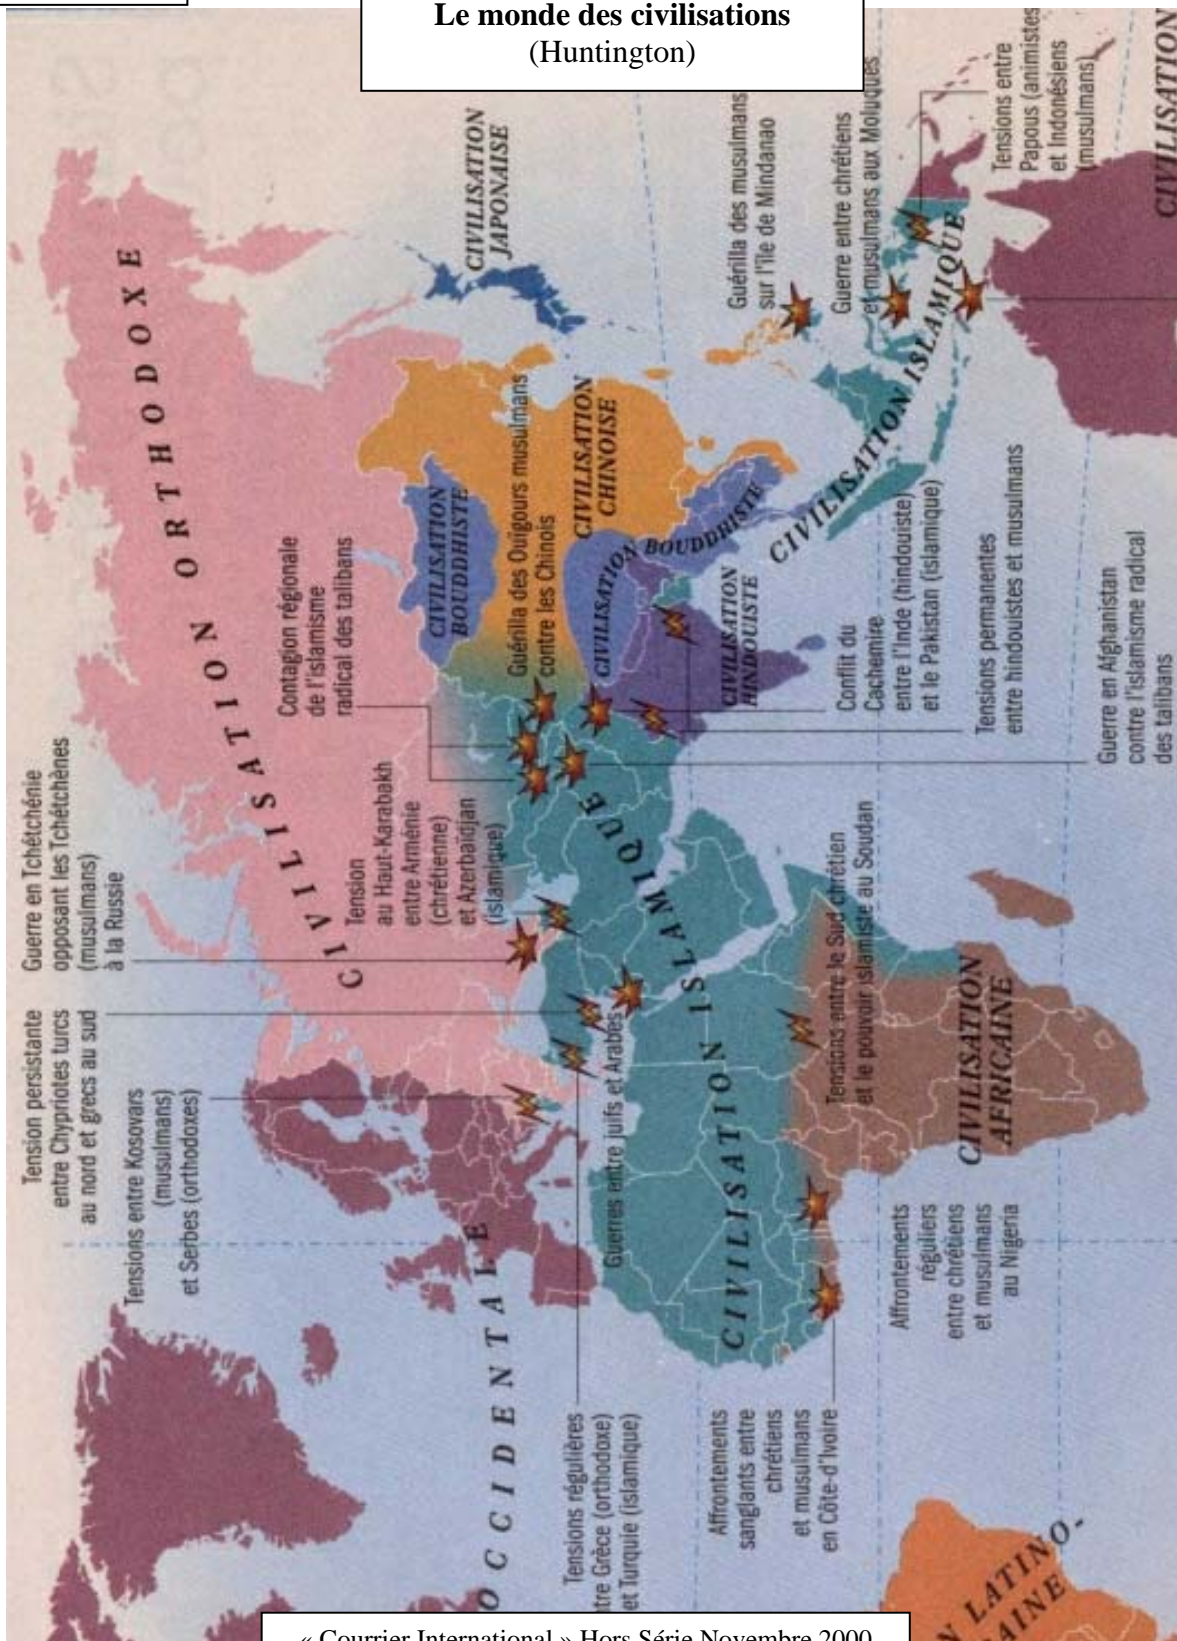 Le monde des civilisations
(Huntington)
Guerre en Tchétchénie
opposant les Tchétchènes
(musulmans)
à la Russie
Tension persistante
entre Chypriotes turcs
au nord et grecs au sud
Tensions entre Kosovars
(musulmans)
et Serbes (orthodoxes)
CIVILISATION ORTHODOXE
Contagion régionale
de l'islamisme
radical des talibans
Tension
au Haut-Karabakh
entre Arménie
(chrétienne)
et Azerbaïdjan
(islamique)
CIVILISATION
JAPONAISE
CIVILISATION
BOUDDHISTE
Guérilla des Ouïgours musulmans
contre les Chinois
CIVILISATION
CHINOISE
CIVILISATION BOUDDHISTE
CIVILISATION
HINDOUISTE
CIVILISATION ISLAMIQUE
CIVILISATION ISLAMIQUE
Guérilla des musulmans
sur l'île de Mindanao
Guerre entre chrétiens
et musulmans aux Moluques
Tensions entre
Papous (animistes
et Indonésiens
(musulmans)
CIVILISATION
Conflit du
Cachemire
entre l'Inde (hindouiste)
et le Pakistan (islamique)
Tensions permanentes
entre hindouistes et musulmans
Guerre en Afghanistan
contre l'islamisme radical
des talibans
Guerres entre juifs et Arabes
Tensions entre le Sud chrétien
et le pouvoir islamiste au Soudan
CIVILISATION
AFRICAINE
OCCIDENTALE
Tensions régulières
tre Grèce (orthodoxe)
et Turquie (islamique)
Affrontements
sanglants entre
chrétiens
et musulmans
en Côte-d'Ivoire
Affrontements
réguliers
entre chrétiens
et musulmans
au Nigeria
N LATINO-
AINE
« Courrier International » Hors Série Novembre 2000